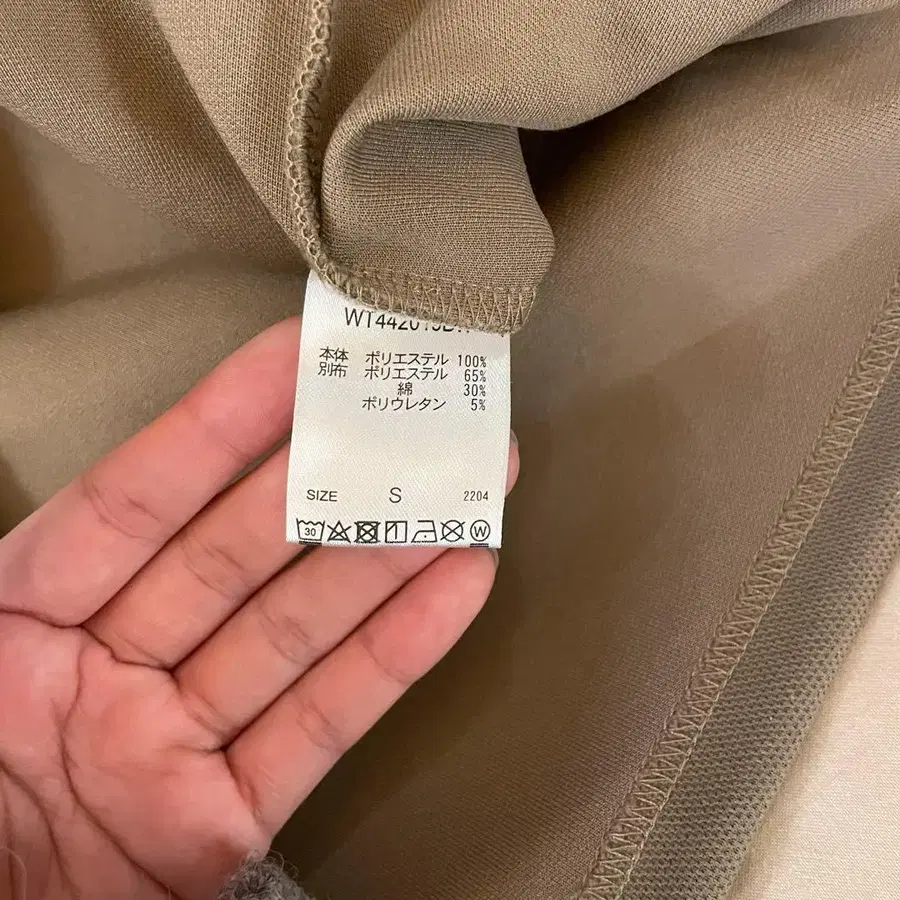 本体 ポリエステル 100%
別布 ポリエステル 65%
綿 30%
ポリウレタン 5%
SIZE S 2204
30 W